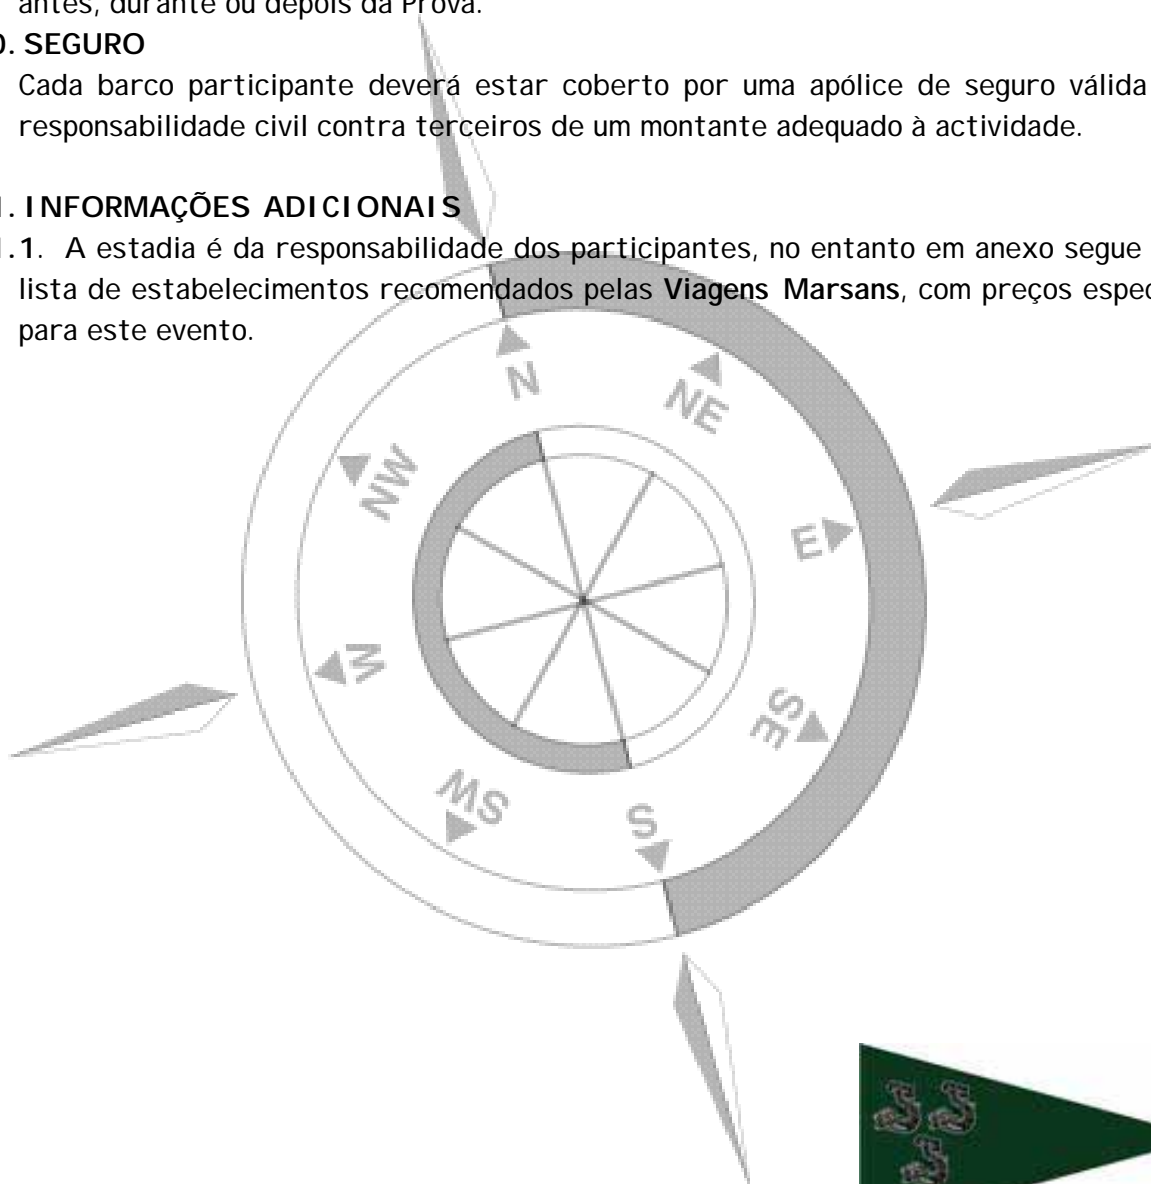 antes, durante ou depois da Prova.
0. SEGURO
Cada barco participante deverá estar coberto por uma apólice de seguro válida
responsabilidade civil contra terceiros de um montante adequado à actividade.
1. INFORMAÇÕES ADICIONAIS
1.1. A estadia é da responsabilidade dos participantes, no entanto em anexo segue
lista de estabelecimentos recomendados pelas Viagens Marsans, com preços espec
para este evento.
N
NE
NW
E
W
SE
SW
S